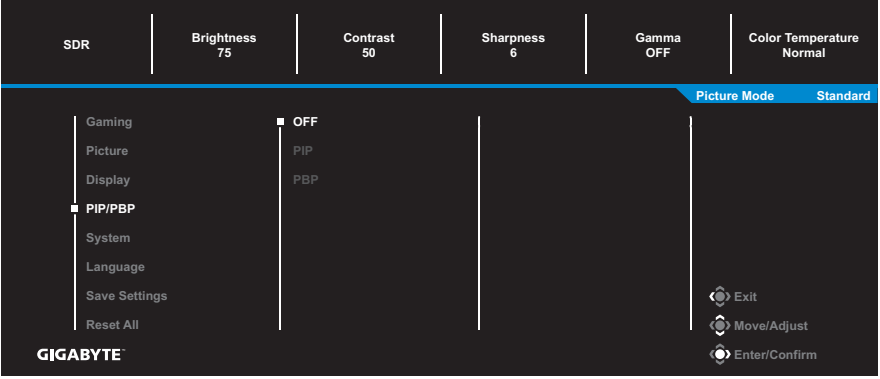 SDR
Brightness
75
Contrast
50
Sharpness
6
Gamma
OFF
Color Temperature
Normal
Picture Mode Standard
Gaming
Picture
Display
PIP/PBP
System
Language
Save Settings
Reset All
OFF
PIP
PBP
Exit
Move/Adjust
Enter/Confirm
GIGABYTE™